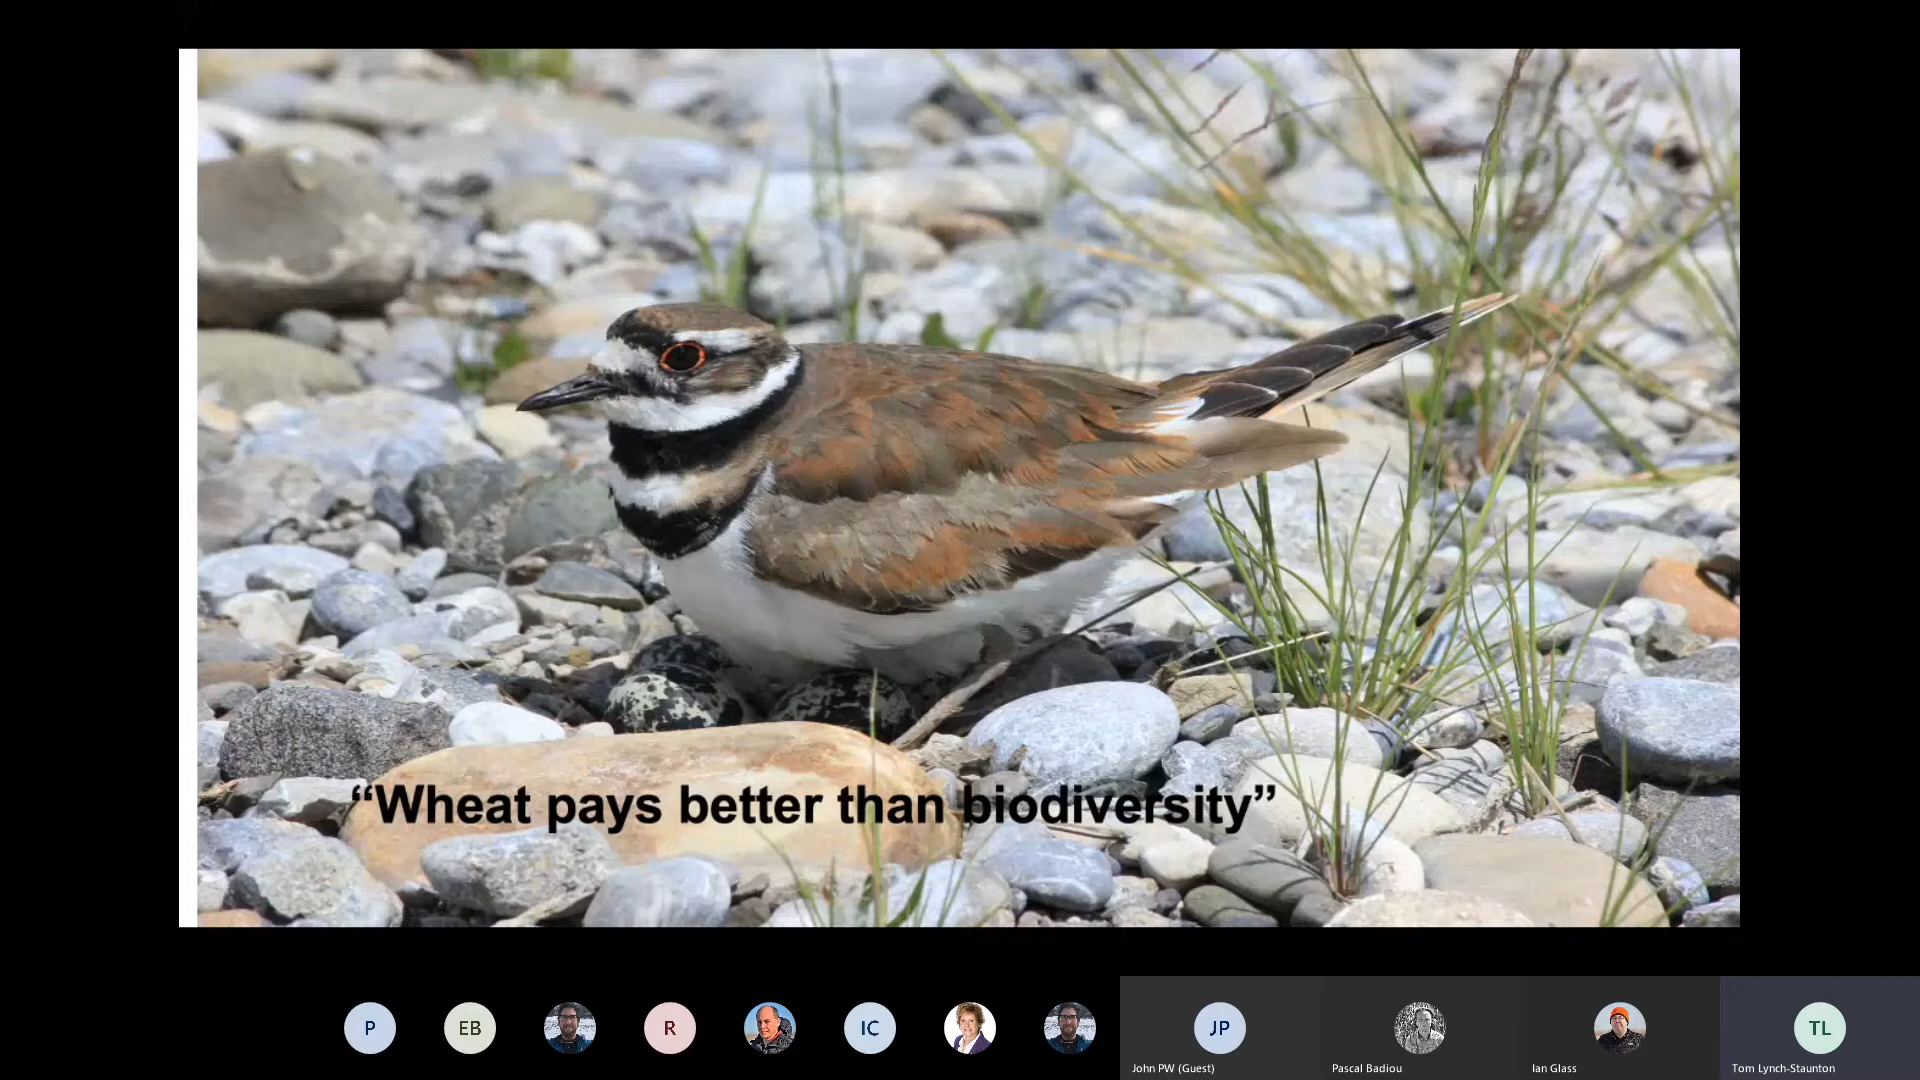 “Wheat pays better than biodiversity”
P
EB
R
IC
JP
TL
John PW (Guest)
Pascal Badiou
Ian Glass
Tom Lynch-Staunton